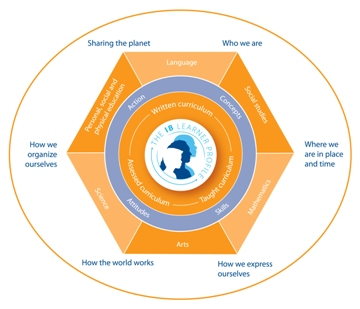 Sharing the planet
Who we are
Language
Personal, social and
physical education
Social studies
Action
Written curriculum
Concepts
THE IB LEARNER PROFILE
How we
organize
ourselves
Where we
are in place
and time
Assessed curriculum
Taught curriculum
Science
Attitudes
Skills
Mathematics
Arts
How the world works
How we express
ourselves